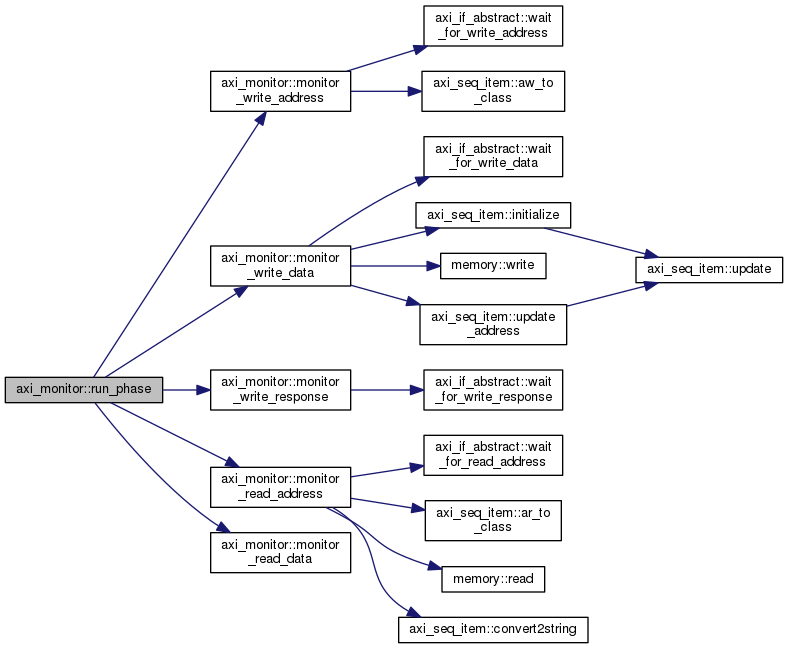 axi_if_abstract::wait
_for_write_address
axi_monitor::monitor
_write_address
axi_seq_item::aw_to
_class
axi_if_abstract::wait
_for_write_data
axi_seq_item::initialize
axi_monitor::monitor
_write_data
memory::write
axi_seq_item::update
axi_seq_item::update
_address
axi_monitor::run_phase
axi_monitor::monitor
_write_response
axi_if_abstract::wait
_for_write_response
axi_if_abstract::wait
_for_read_address
axi_monitor::monitor
_read_address
axi_seq_item::ar_to
_class
axi_monitor::monitor
_read_data
memory::read
axi_seq_item::convert2string